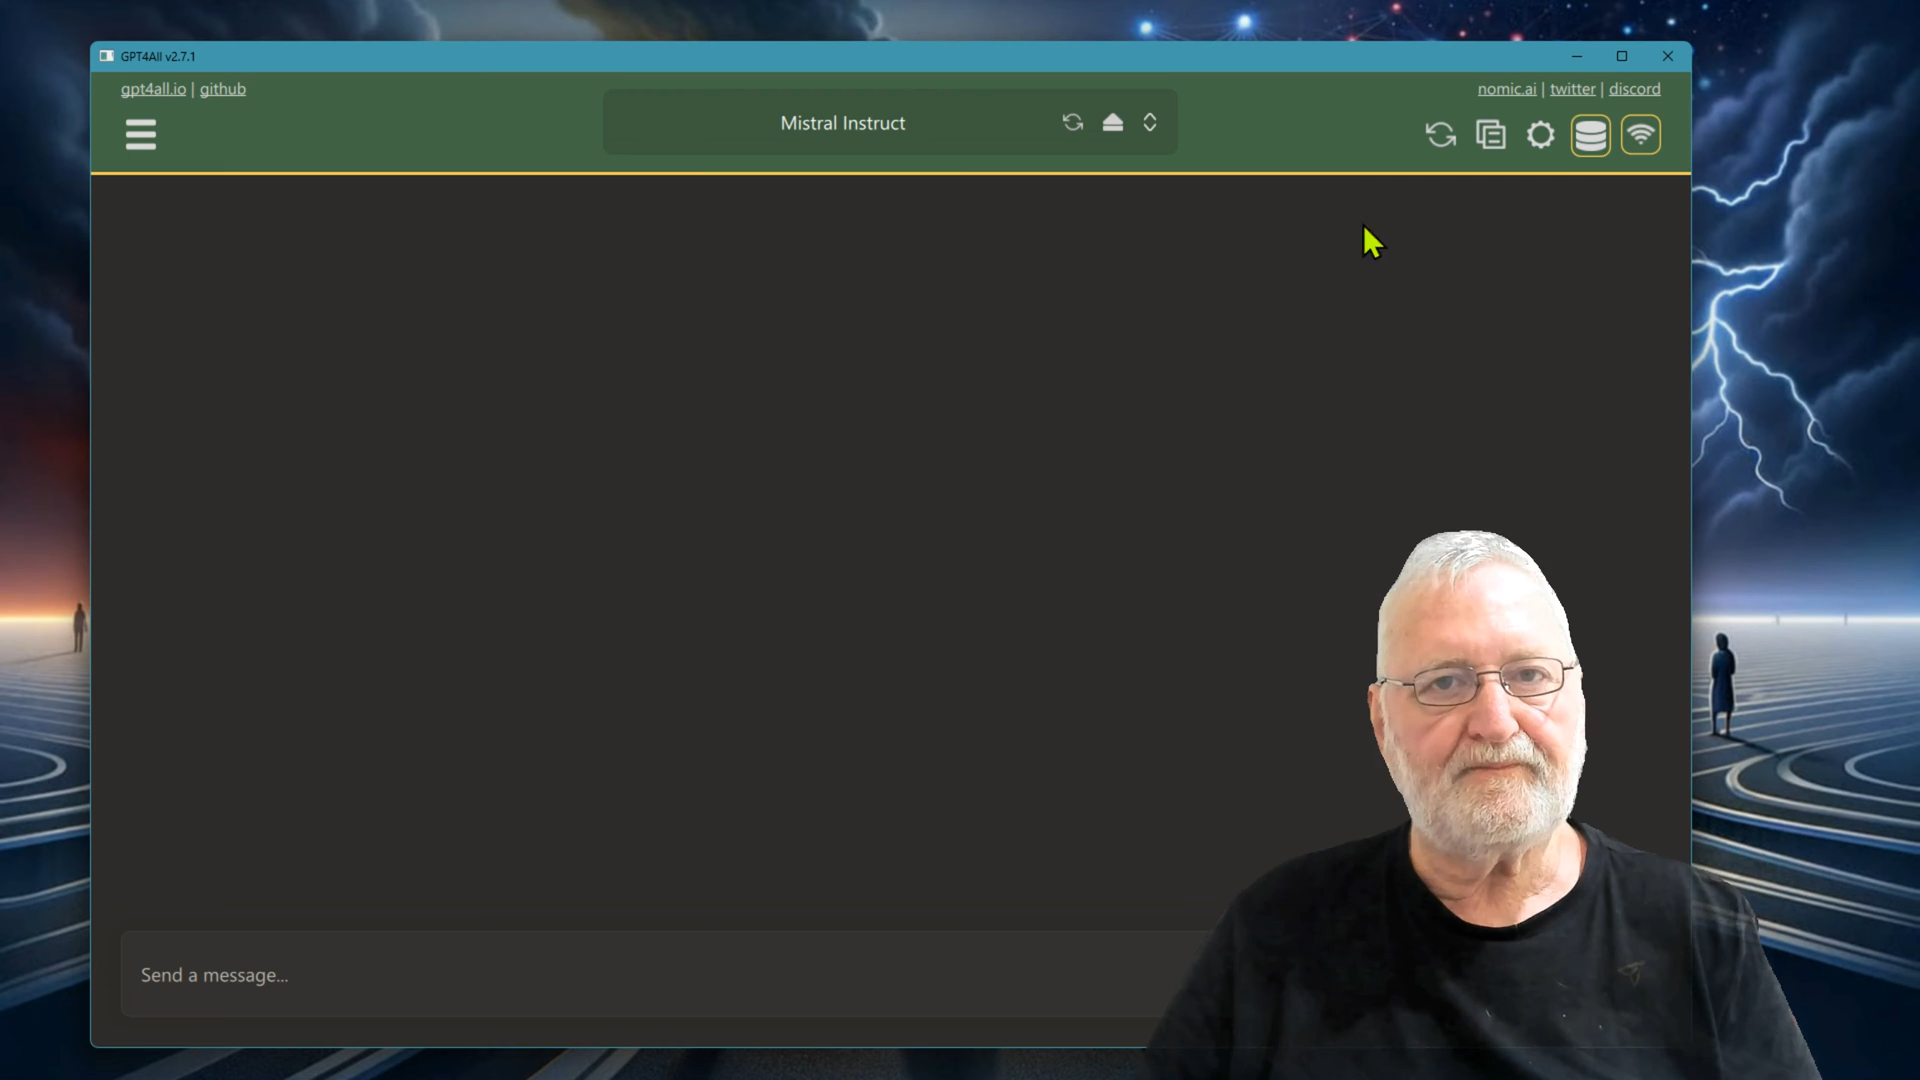 GPT4All v2.7.1
gpt4all.io | github
nomic.ai | twitter | discord
Mistral Instruct
Send a message...